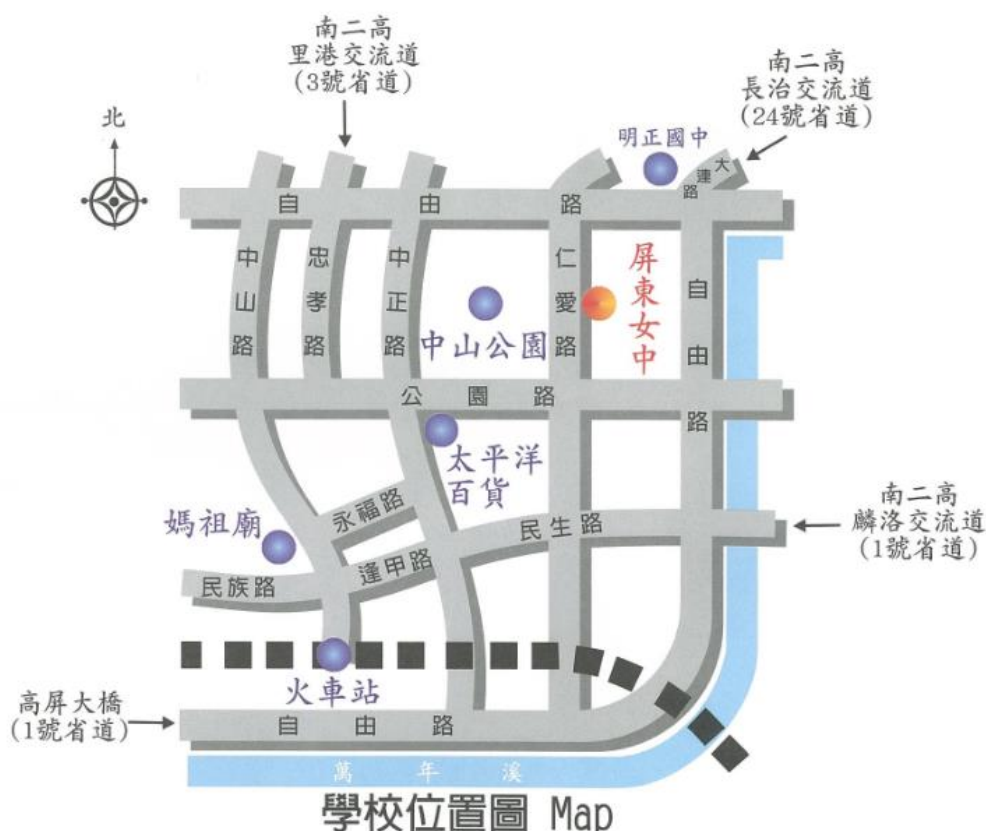 南二高
里港交流道
(3號省道)
南二高
長治交流道
(24號省道)
北
明正國中
大連路
自由路
中山路
忠孝路
中正路
仁愛路
屏東女中
自由路
中山公園
公園路
太平洋
百貨
永福路
媽祖廟
民生路
南二高
麟洛交流道
(1號省道)
逢甲路
民族路
火車站
高屏大橋
(1號省道)
自由路
萬年溪
學校位置圖 Map